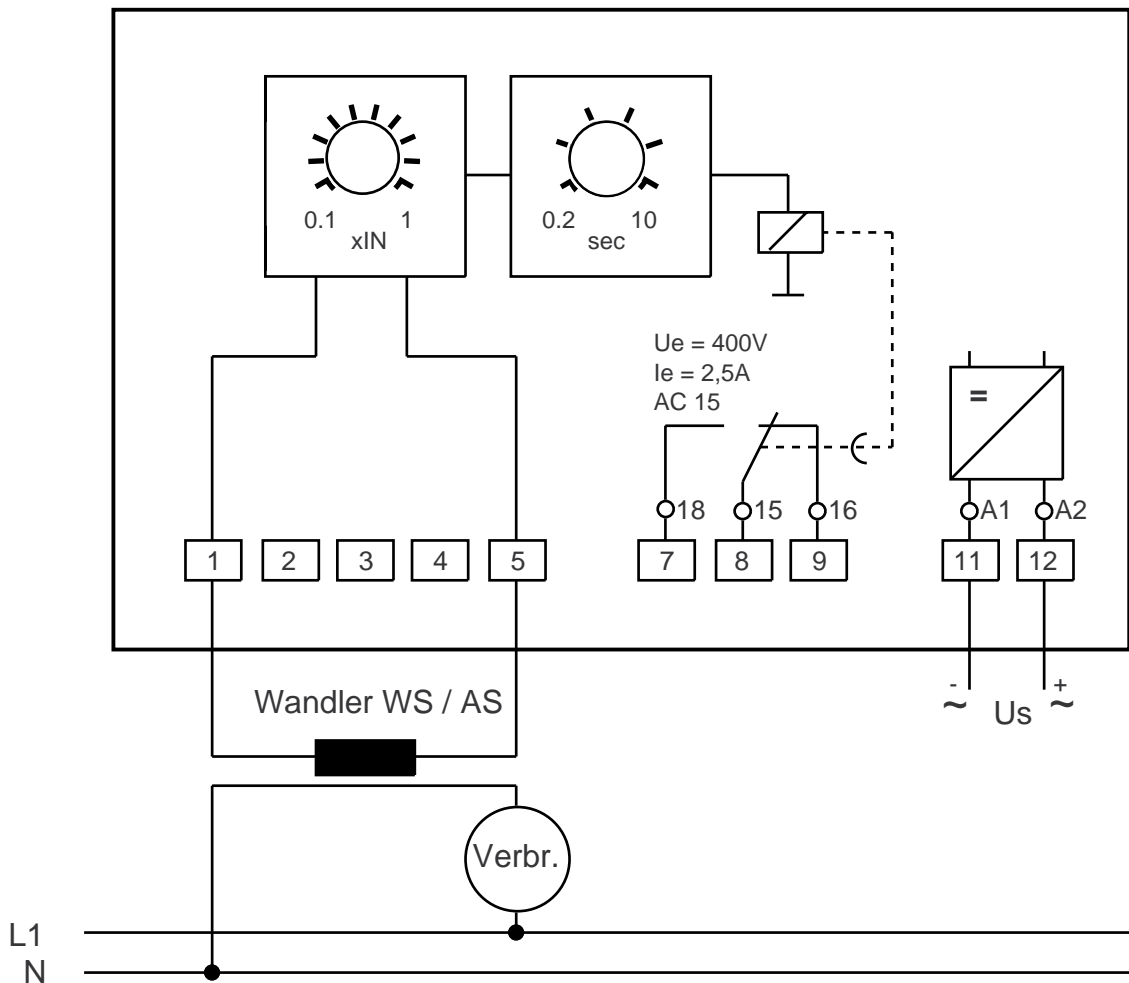 0.1 1
xIN
0.2 10
sec
Ue = 400V
Ie = 2,5A
AC 15
=
18 15 16 A1 A2
1 2 3 4 5 7 8 9 11 12
Wandler WS / AS
- +
~ Us ~
Verbr.
L1
N